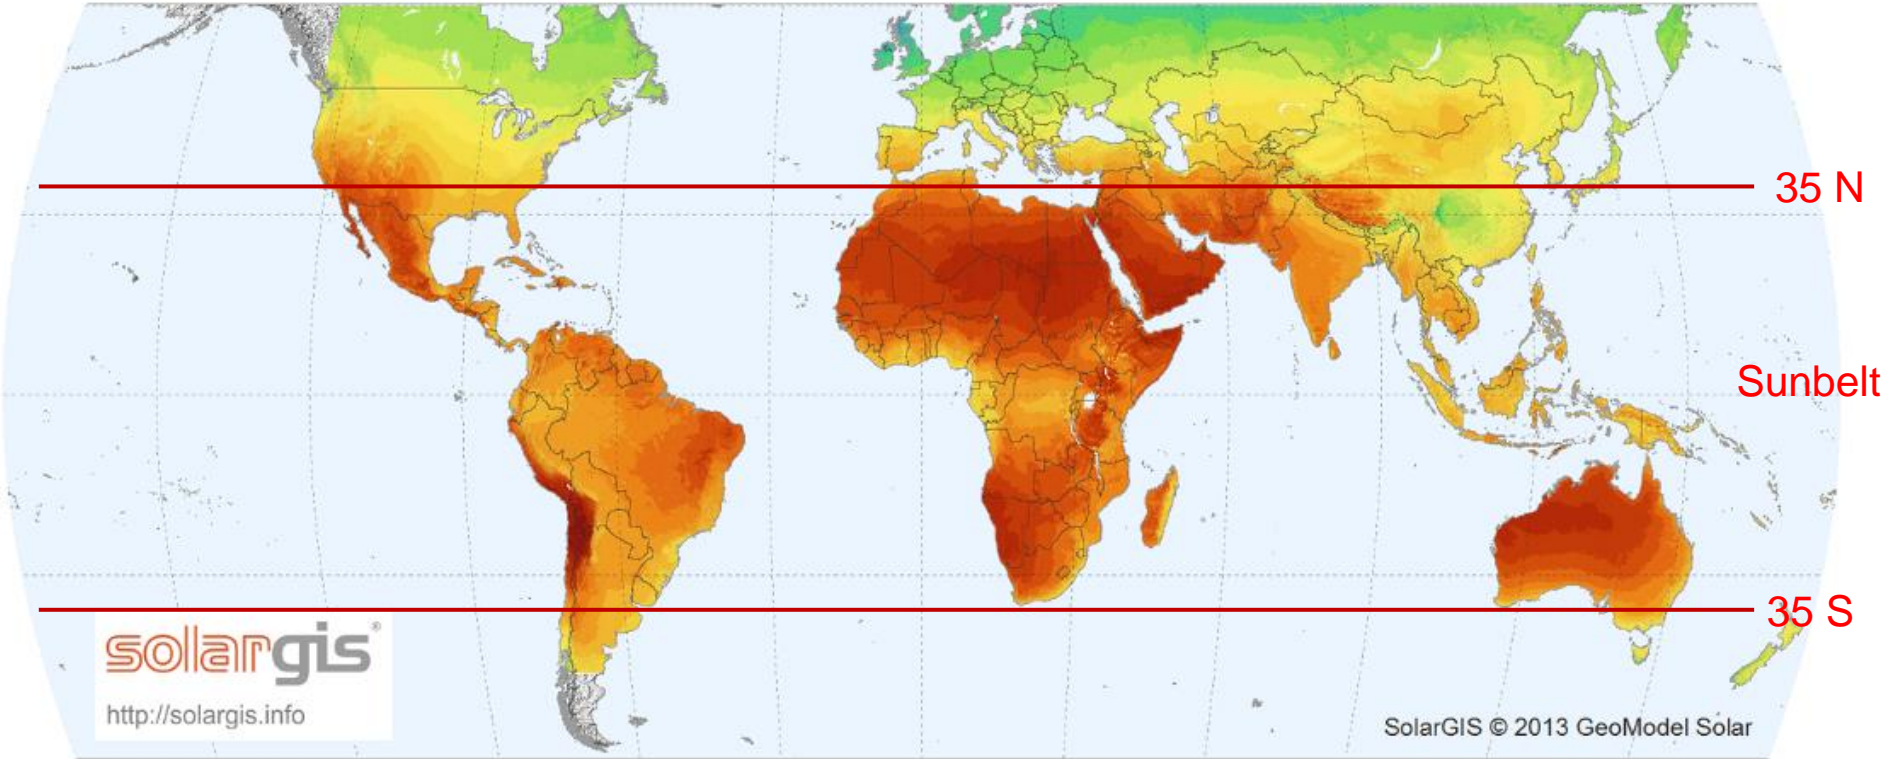 35 N
Sunbelt
35 S
solargis®
http://solargis.info
SolarGIS © 2013 GeoModel Solar